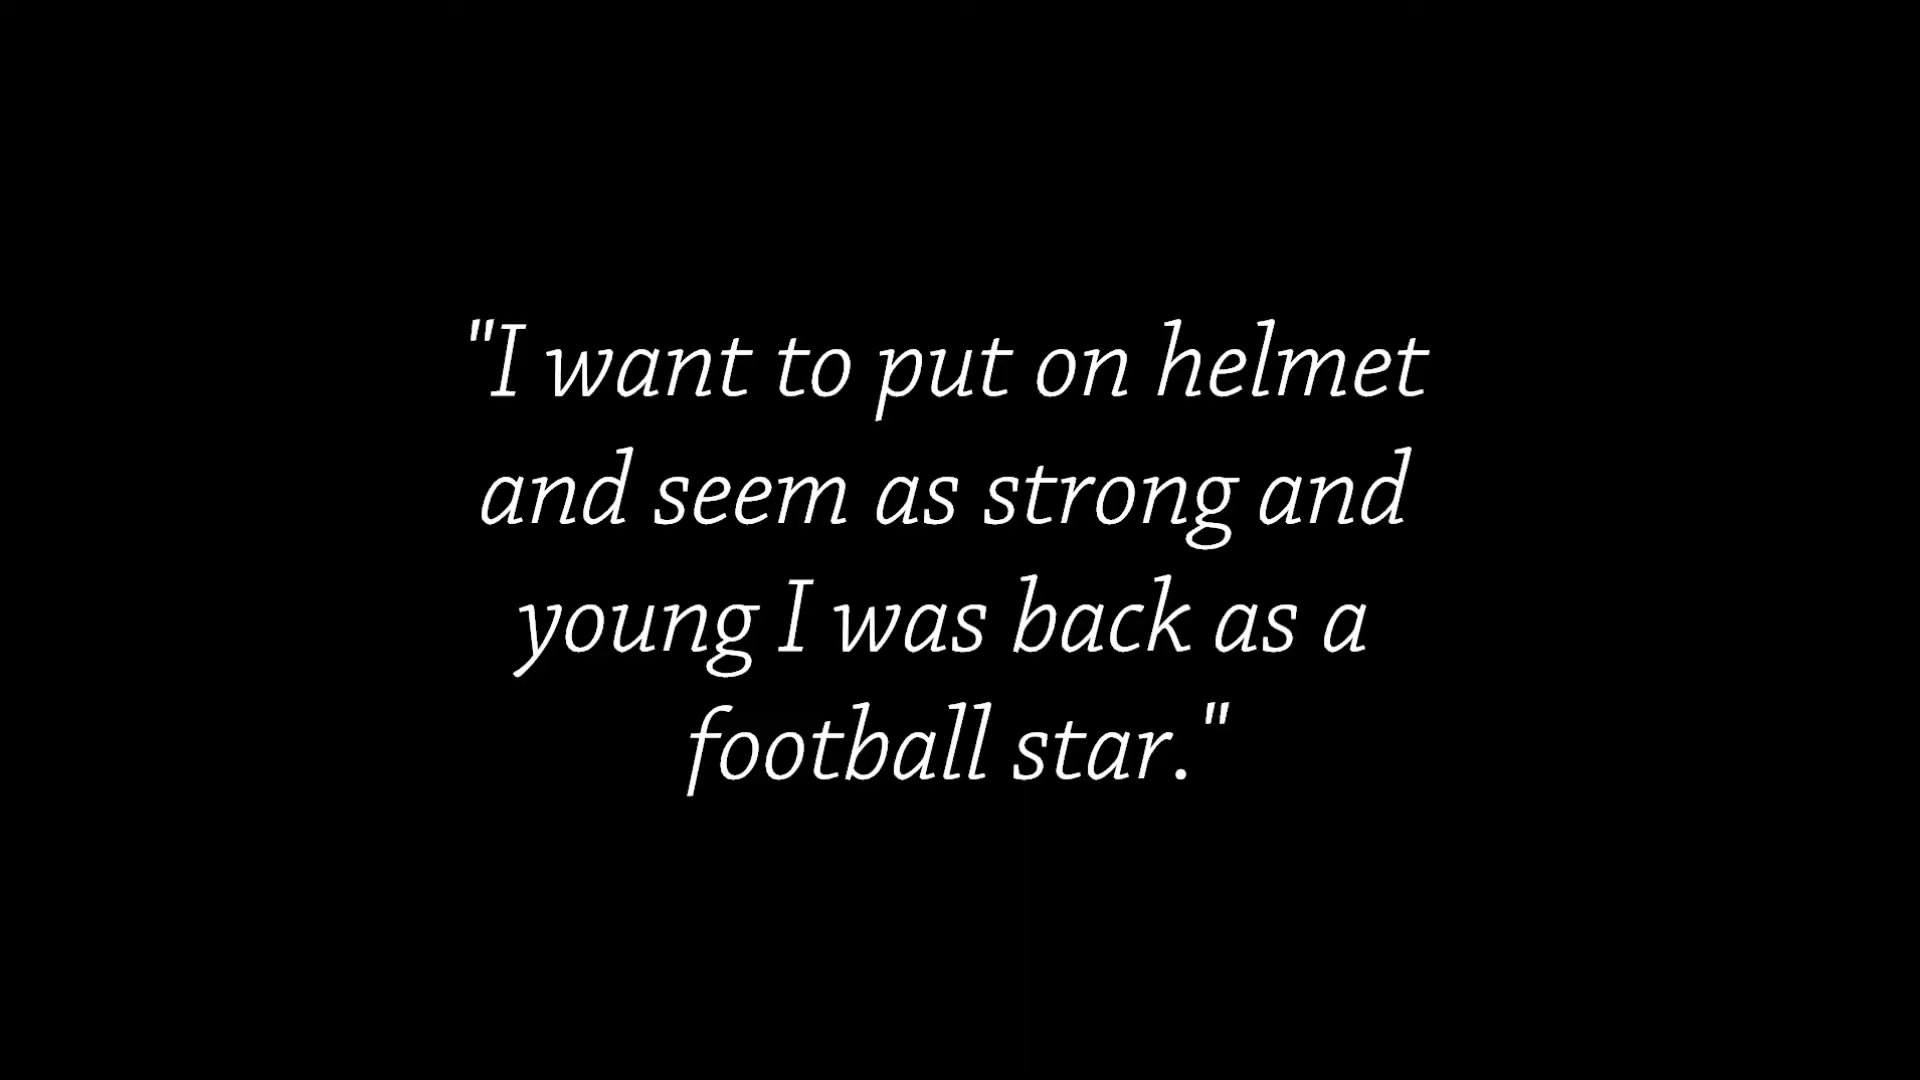 "I want to put on helmet
and seem as strong and
young I was back as a
football star."